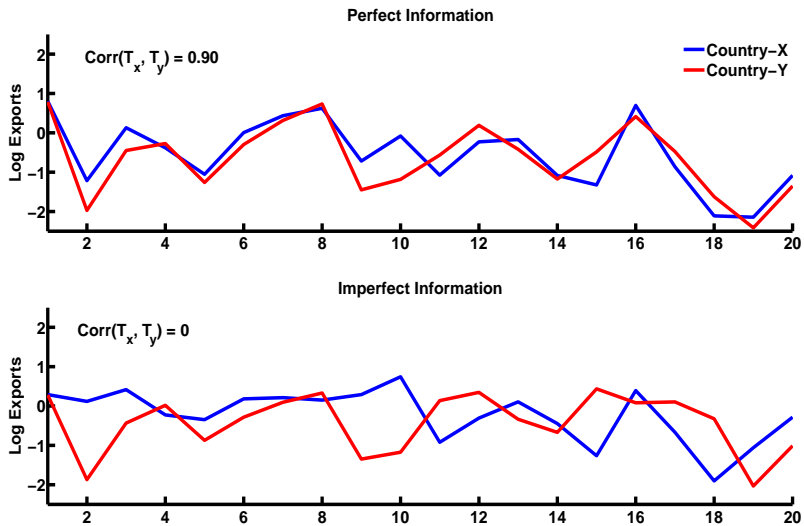 Perfect Information
Corr(Tx, Ty) = 0.90
Country−X
Country−Y
Log Exports
2
1
0
−1
−2
2 4 6 8 10 12 14 16 18 20
Imperfect Information
Corr(Tx, Ty) = 0
Log Exports
2
1
0
−1
−2
2 4 6 8 10 12 14 16 18 20